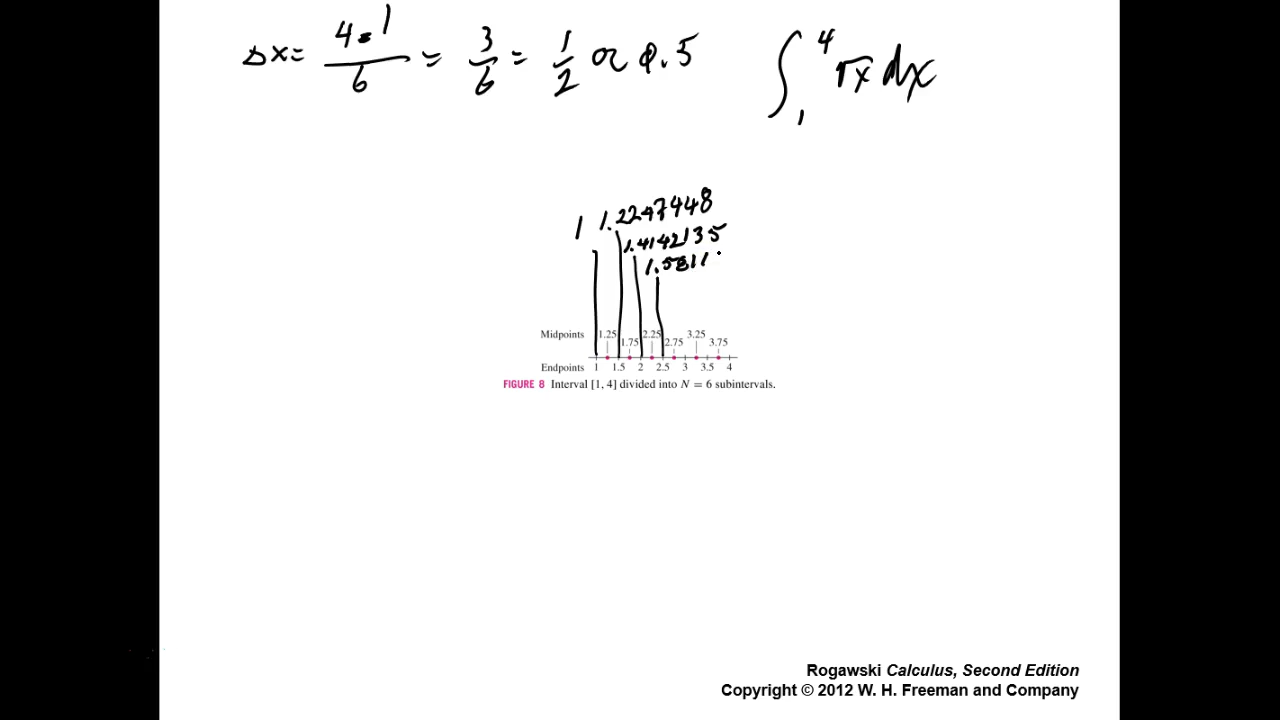 Δx = 4-1/6 = 3/6 = 1/2 or 0.5 ∫₁⁴ √x dx
1 1.2247448
1.4142135
1.5811
Midpoints 1.25 2.25 3.25
1.75 2.75 3.75
Endpoints 1 1.5 2 2.5 3 3.5 4
FIGURE 8 Interval [1, 4] divided into N = 6 subintervals.
Rogawski Calculus, Second Edition
Copyright © 2012 W. H. Freeman and Company